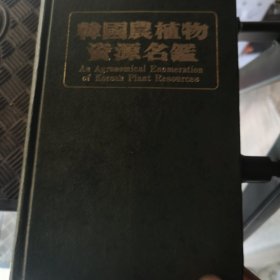 韓國農植物
資源名鑑
An Agronomical Enumeration
of Korean Plant Resources